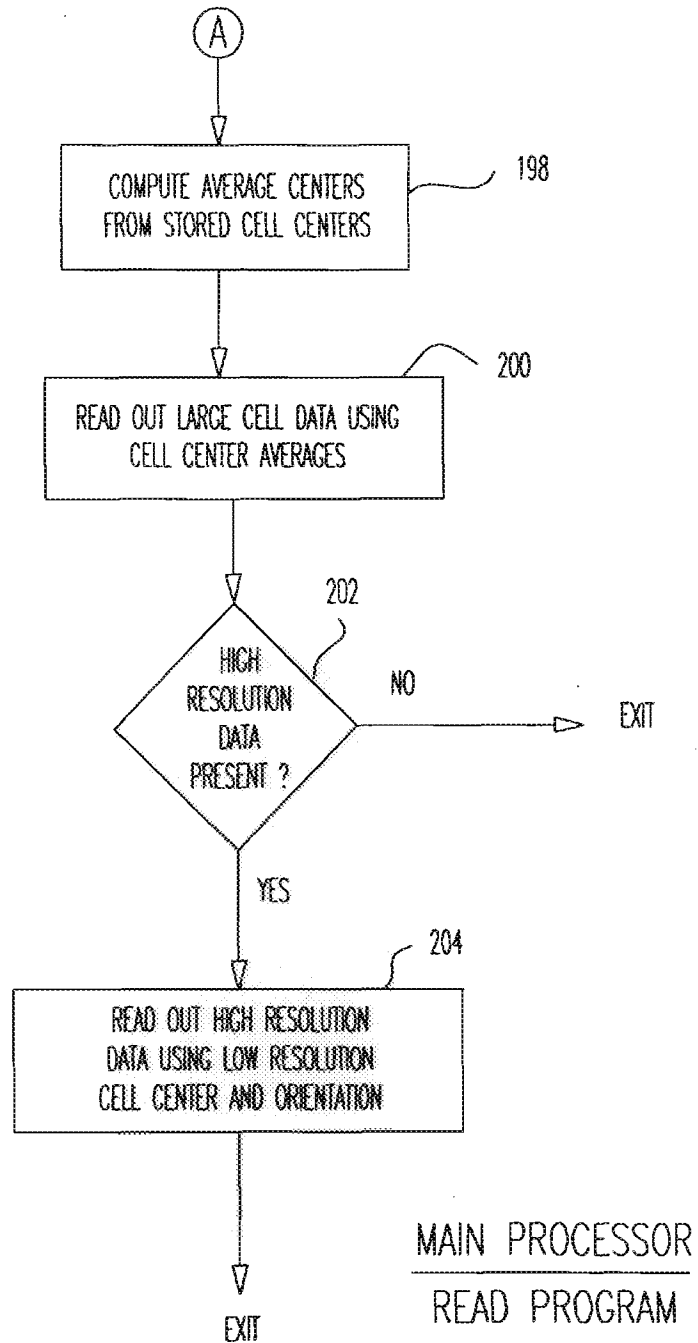 A
COMPUTE AVERAGE CENTERS
FROM STORED CELL CENTERS
198
READ OUT LARGE CELL DATA USING
CELL CENTER AVERAGES
200
HIGH
RESOLUTION
DATA
PRESENT ?
202
NO
EXIT
YES
READ OUT HIGH RESOLUTION
DATA USING LOW RESOLUTION
CELL CENTER AND ORIENTATION
204
EXIT
MAIN PROCESSOR
READ PROGRAM